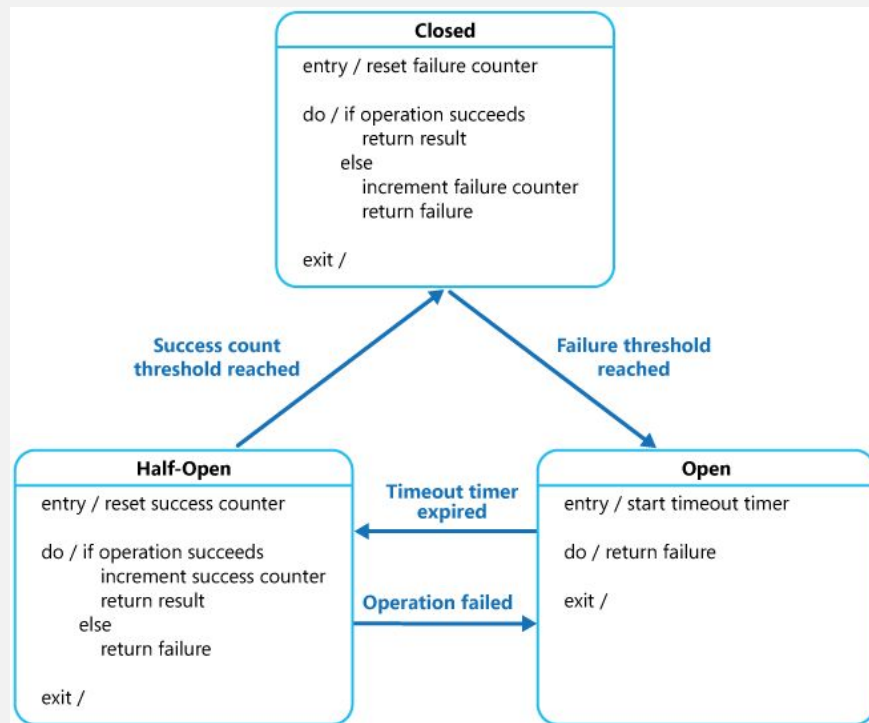 Closed
entry / reset failure counter
do / if operation succeeds
return result
else
increment failure counter
return failure
exit /
Success count
threshold reached
Failure threshold
reached
Half-Open
entry / reset success counter
do / if operation succeeds
increment success counter
return result
else
return failure
exit /
Timeout timer
expired
Operation failed
Open
entry / start timeout timer
do / return failure
exit /